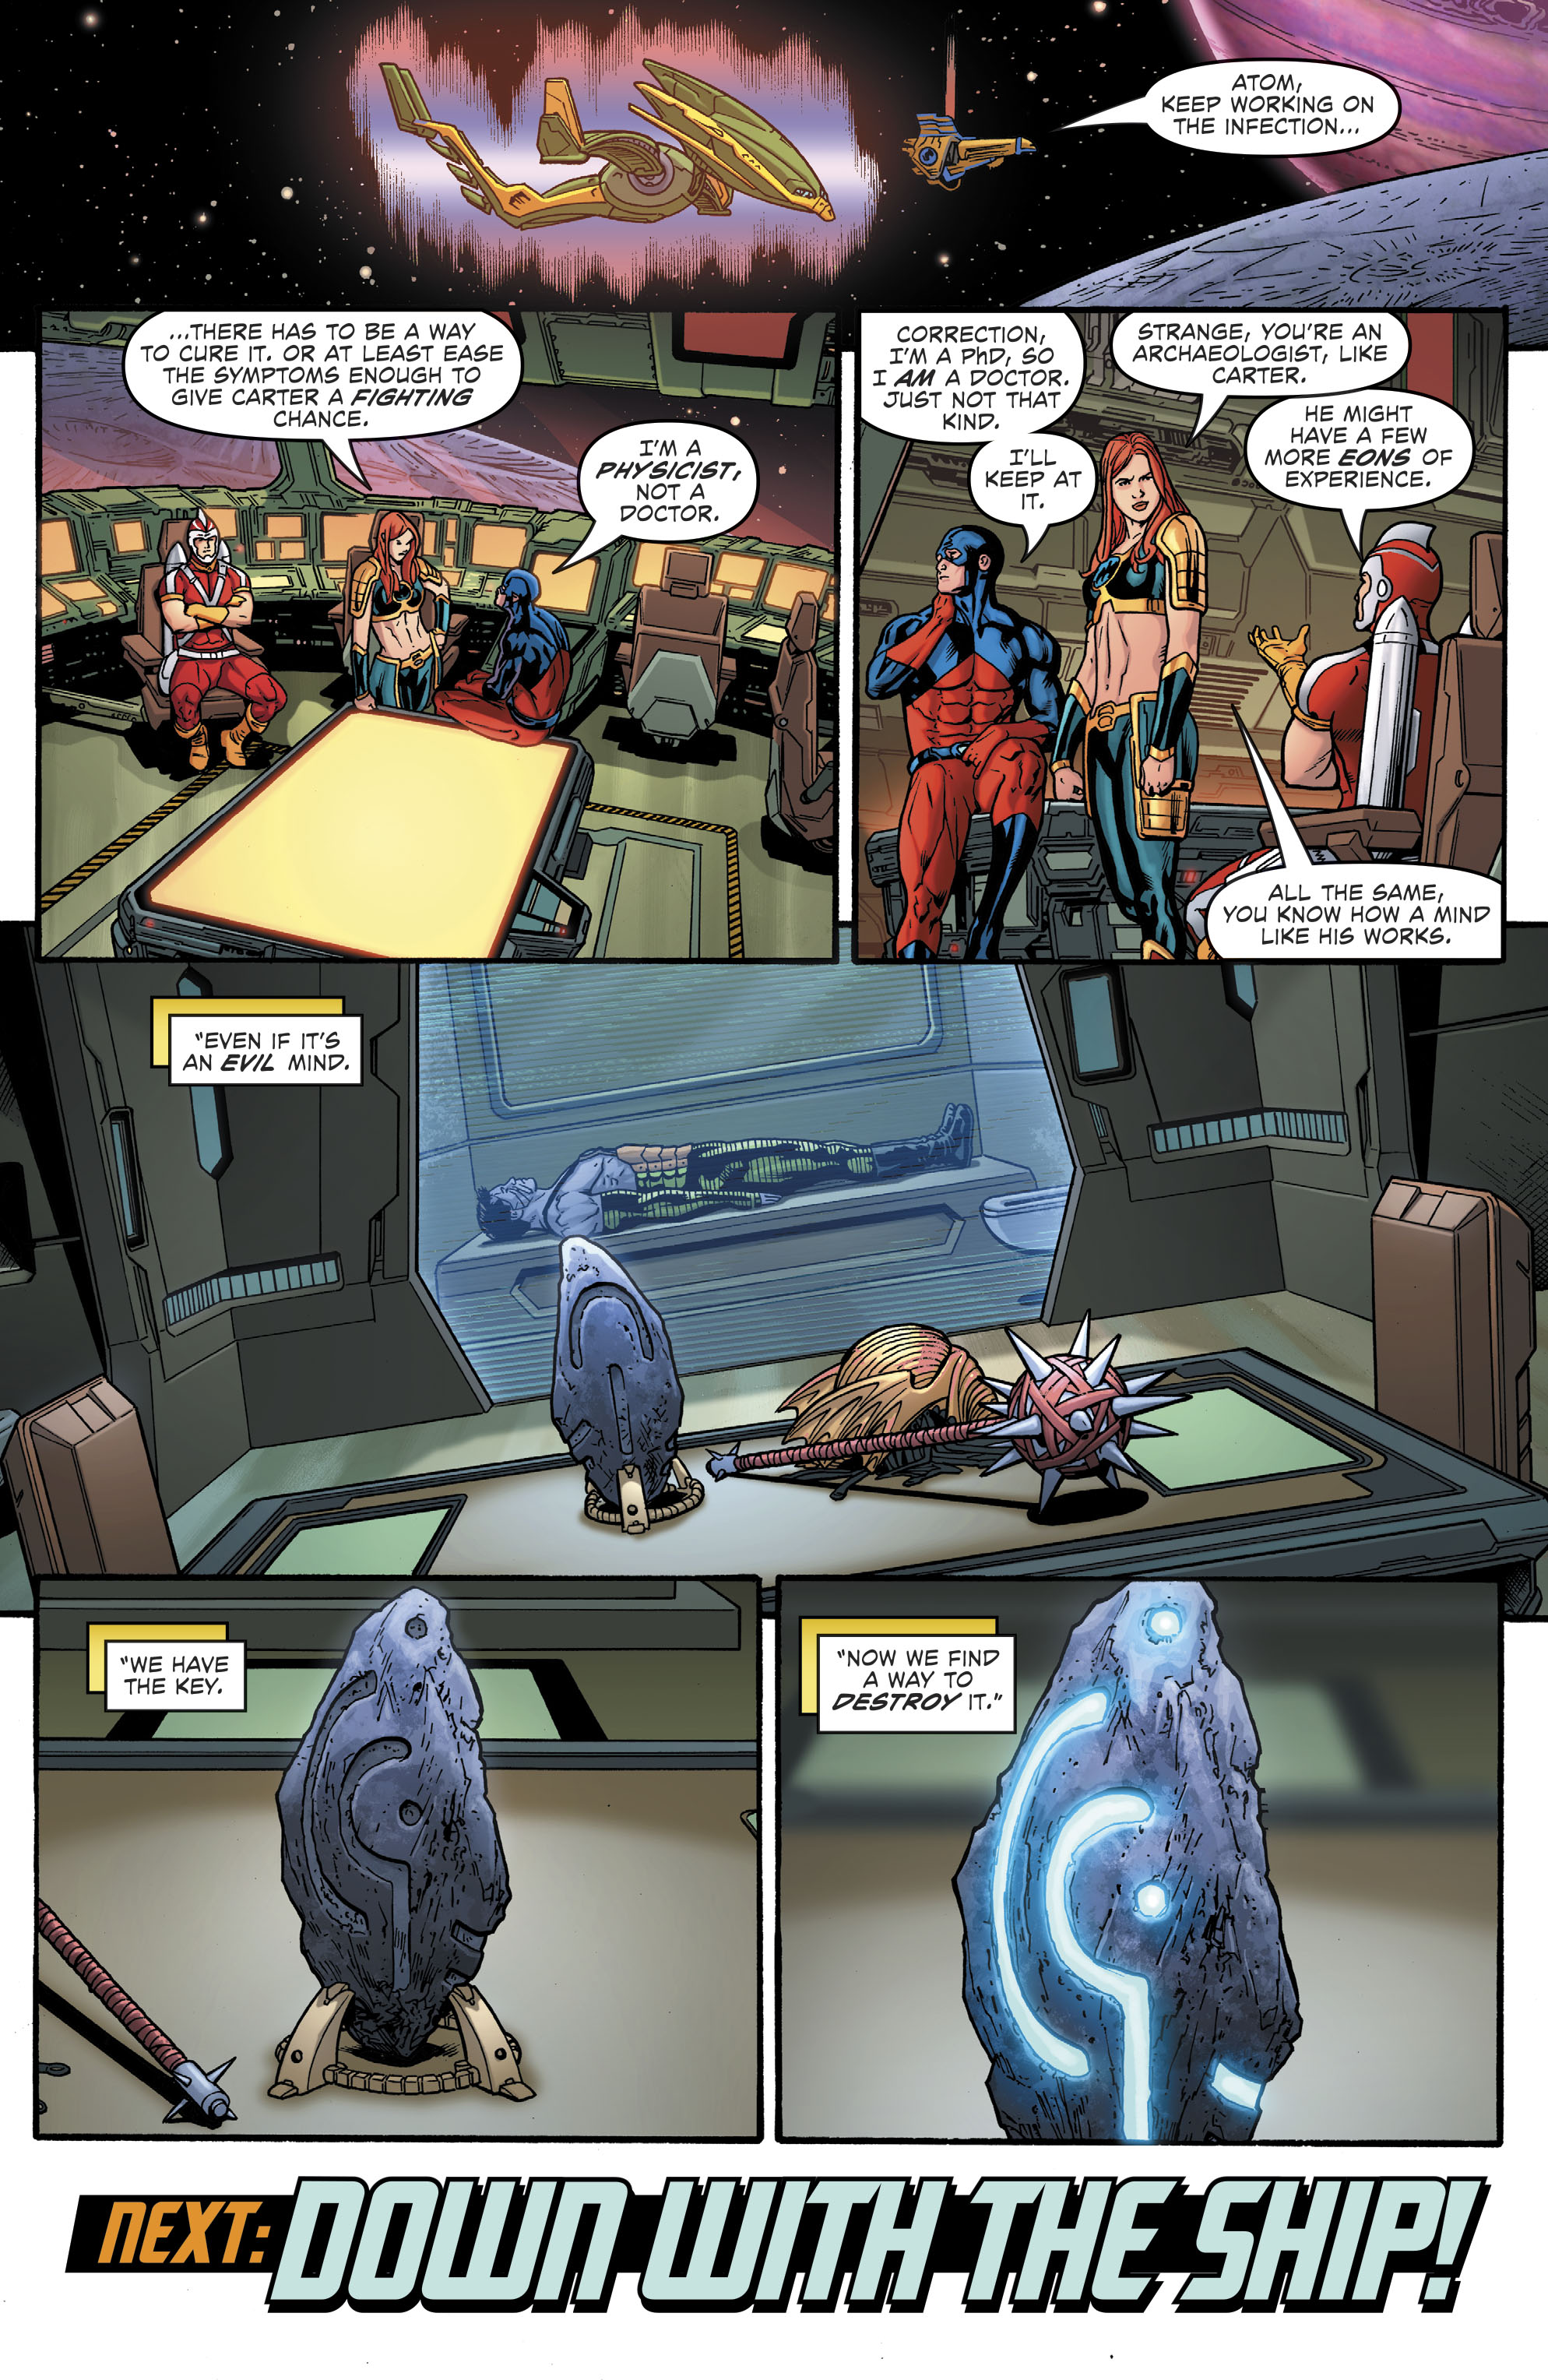 ATOM,
KEEP WORKING ON
THE INFECTION...
...THERE HAS TO BE A WAY
TO CURE IT. OR AT LEAST EASE
THE SYMPTOMS ENOUGH TO
GIVE CARTER A FIGHTING
CHANCE.
I'M A
PHYSICIST,
NOT A
DOCTOR.
CORRECTION,
I'M A PhD, SO
I AM A DOCTOR.
JUST NOT THAT
KIND.
I'LL
KEEP AT
IT.
STRANGE, YOU'RE AN
ARCHAEOLOGIST, LIKE
CARTER.
HE MIGHT
HAVE A FEW
MORE EONS OF
EXPERIENCE.
ALL THE SAME,
YOU KNOW HOW A MIND
LIKE HIS WORKS.
"EVEN IF IT'S
AN EVIL MIND.
"WE HAVE
THE KEY.
"NOW WE FIND
A WAY TO
DESTROY IT."
NEXT: DOWN WITH THE SHIP!